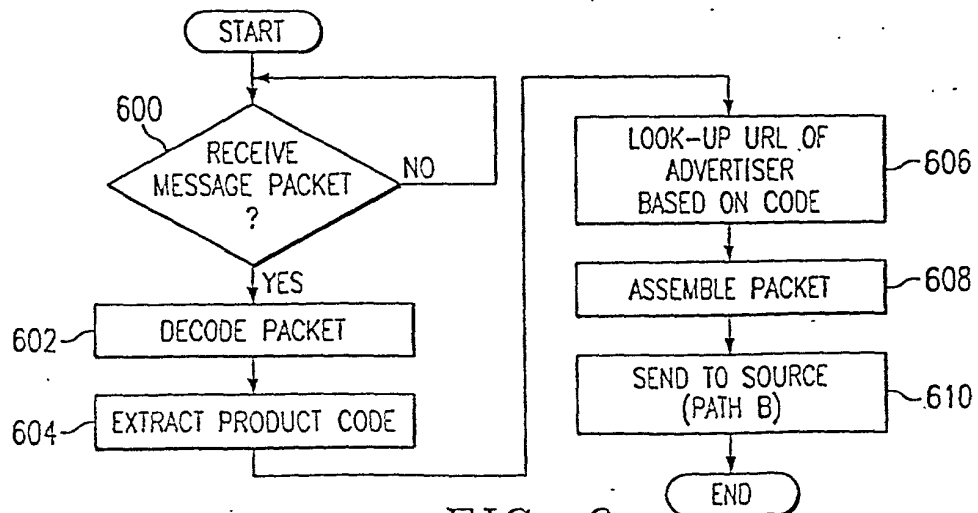 START
600
RECEIVE
MESSAGE PACKET
?
NO
YES
602
DECODE PACKET
604
EXTRACT PRODUCT CODE
LOOK-UP URL OF
ADVERTISER
BASED ON CODE
606
ASSEMBLE PACKET
608
SEND TO SOURCE
(PATH B)
610
END